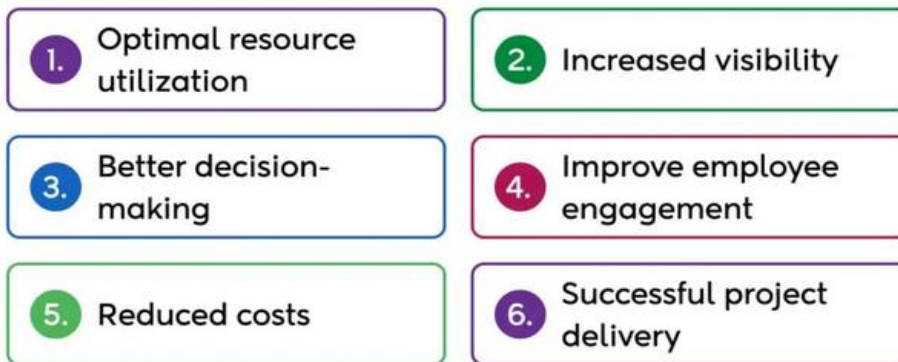 1. Optimal resource
utilization
2. Increased visibility
3. Better decision-
making
4. Improve employee
engagement
5. Reduced costs
6. Successful project
delivery